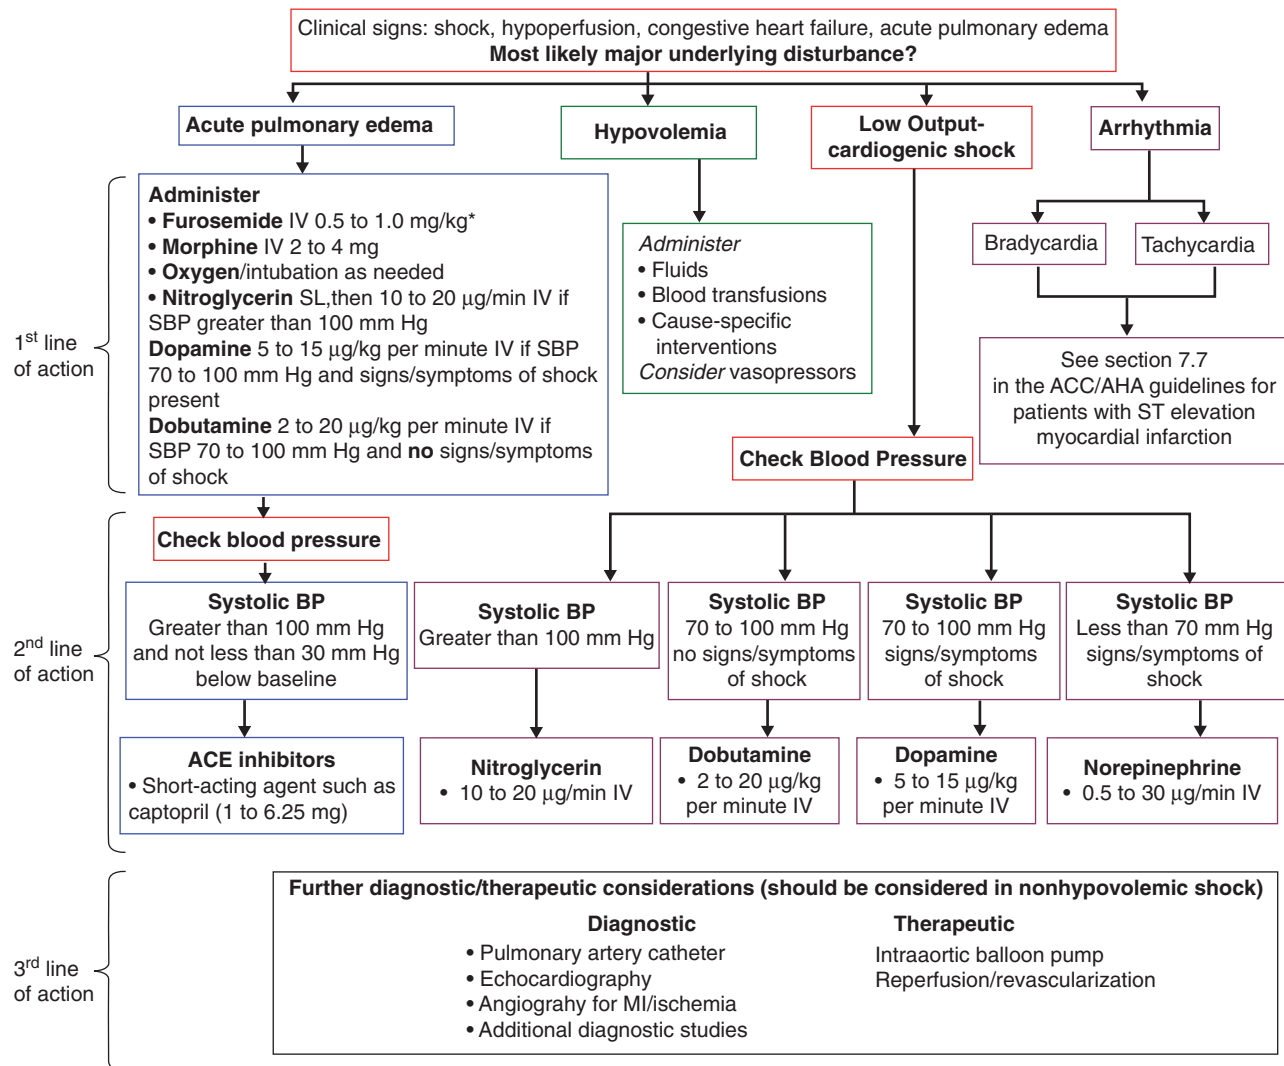 Clinical signs: shock, hypoperfusion, congestive heart failure, acute pulmonary edema
Most likely major underlying disturbance?
Acute pulmonary edema
Hypovolemia
Low Output-
cardiogenic shock
Arrhythmia
1st line
of action
Administer
• Furosemide IV 0.5 to 1.0 mg/kg*
• Morphine IV 2 to 4 mg
• Oxygen/intubation as needed
• Nitroglycerin SL,then 10 to 20 μg/min IV if
SBP greater than 100 mm Hg
Dopamine 5 to 15 μg/kg per minute IV if SBP
70 to 100 mm Hg and signs/symptoms of shock
present
Dobutamine 2 to 20 μg/kg per minute IV if
SBP 70 to 100 mm Hg and no signs/symptoms
of shock
Administer
• Fluids
• Blood transfusions
• Cause-specific
interventions
Consider vasopressors
Bradycardia
Tachycardia
See section 7.7
in the ACC/AHA guidelines for
patients with ST elevation
myocardial infarction
Check Blood Pressure
2nd line
of action
Check blood pressure
Systolic BP
Greater than 100 mm Hg
and not less than 30 mm Hg
below baseline
Systolic BP
Greater than 100 mm Hg
Systolic BP
70 to 100 mm Hg
no signs/symptoms
of shock
Systolic BP
70 to 100 mm Hg
signs/symptoms
of shock
Systolic BP
Less than 70 mm Hg
signs/symptoms of
shock
ACE inhibitors
• Short-acting agent such as
captopril (1 to 6.25 mg)
Nitroglycerin
• 10 to 20 μg/min IV
Dobutamine
• 2 to 20 μg/kg
per minute IV
Dopamine
• 5 to 15 μg/kg
per minute IV
Norepinephrine
• 0.5 to 30 μg/min IV
3rd line
of action
Further diagnostic/therapeutic considerations (should be considered in nonhypovolemic shock)
Diagnostic
• Pulmonary artery catheter
• Echocardiography
• Angiograhy for MI/ischemia
• Additional diagnostic studies
Therapeutic
Intraaortic balloon pump
Reperfusion/revascularization